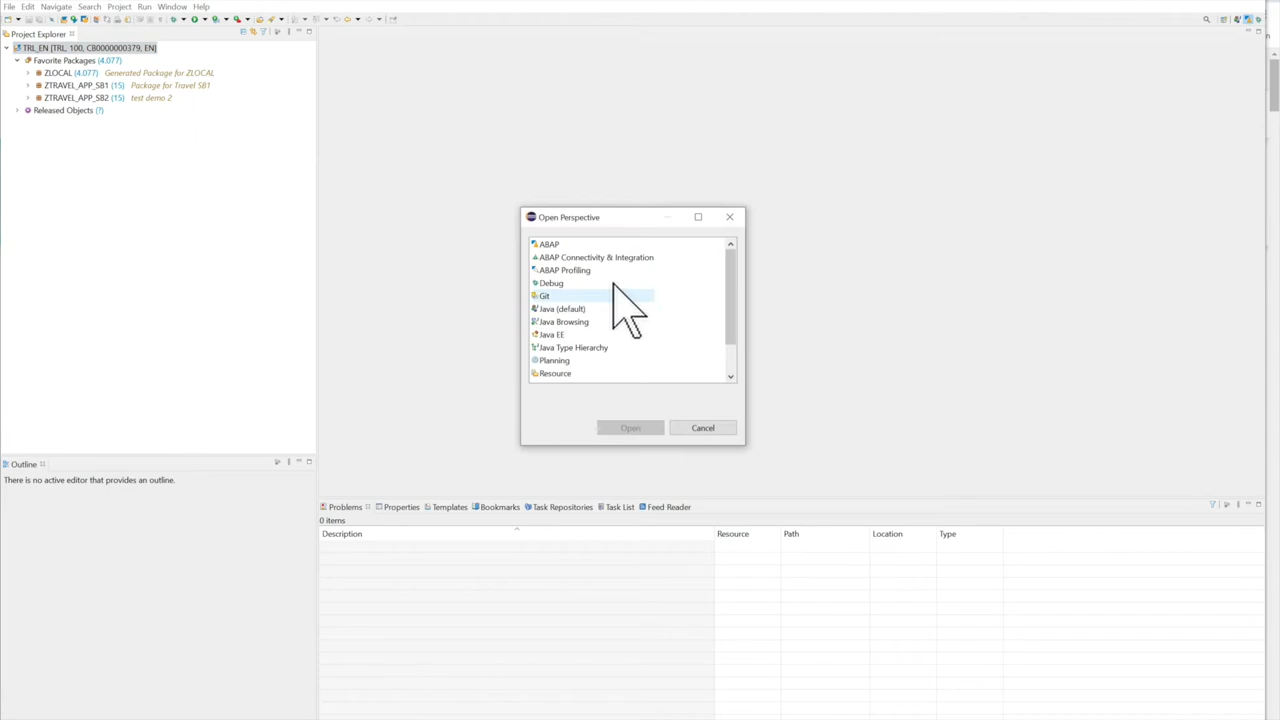 File Edit Navigate Search Project Run Window Help
Project Explorer
TRL_EN [TRL, 100, CB0000000379, EN]
Favorite Packages (4.077)
ZLOCAL (4.077) Generated Package for ZLOCAL
ZTRAVEL_APP_SB1 (15) Package for Travel SB1
ZTRAVEL_APP_SB2 (15) test demo 2
Released Objects (?)
Open Perspective
ABAP
ABAP Connectivity & Integration
ABAP Profiling
Debug
Git
Java (default)
Java Browsing
Java EE
Java Type Hierarchy
Planning
Resource
Open Cancel
Outline
There is no active editor that provides an outline.
Problems Properties Templates Bookmarks Task Repositories Task List Feed Reader
0 items
Description Resource Path Location Type